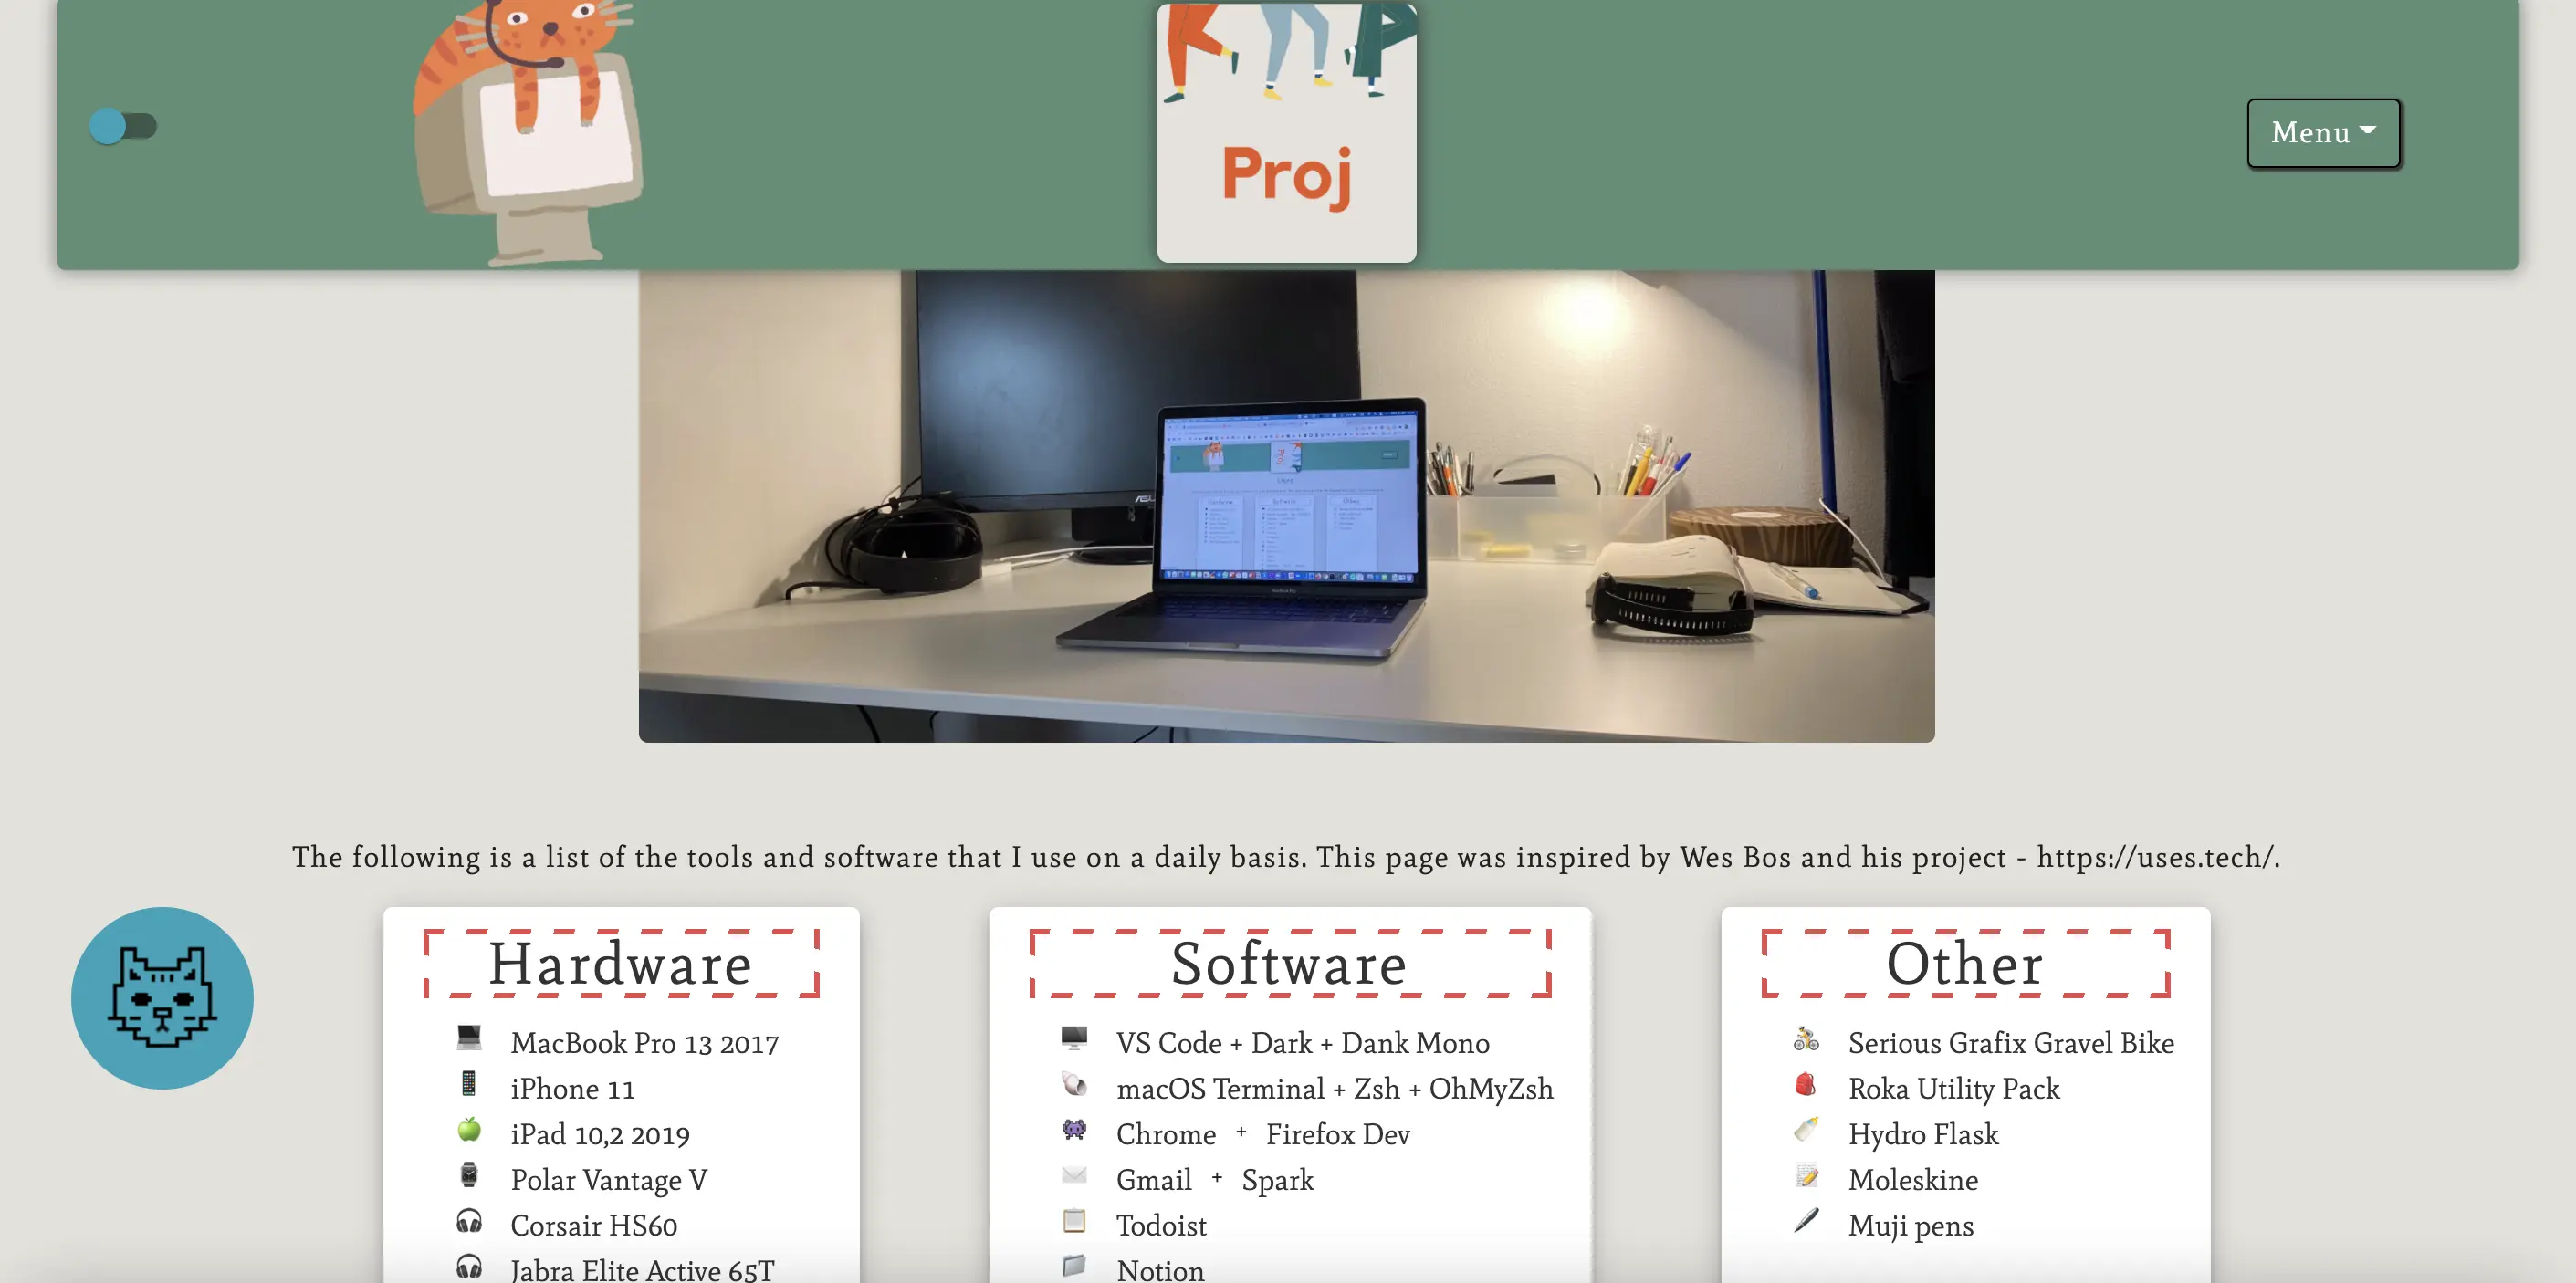 Menu
Proj
The following is a list of the tools and software that I use on a daily basis. This page was inspired by Wes Bos and his project - https://uses.tech/.
Hardware
MacBook Pro 13 2017
iPhone 11
iPad 10,2 2019
Polar Vantage V
Corsair HS60
Jabra Elite Active 65T
Software
VS Code + Dark + Dank Mono
macOS Terminal + Zsh + OhMyZsh
Chrome + Firefox Dev
Gmail + Spark
Todoist
Notion
Other
Serious Grafix Gravel Bike
Roka Utility Pack
Hydro Flask
Moleskine
Muji pens